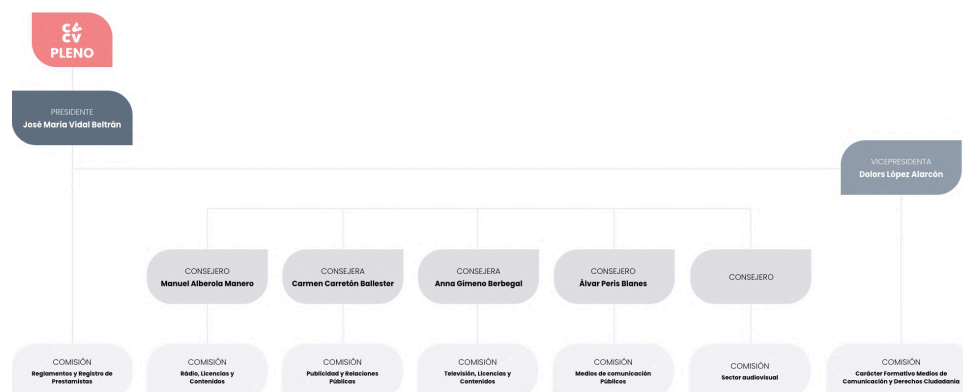 C&
CV
PLENO
PRESIDENTE
José María Vidal Beltrán
VICEPRESIDENTA
Dolors López Alarcón
CONSEJERO
Manuel Alberola Manero
CONSEJERA
Carmen Carretón Ballester
CONSEJERA
Anna Gimeno Berbegal
CONSEJERO
Àlvar Peris Blanes
CONSEJERO
COMISIÓN
Reglamentos y Registro de
Prestamistas
COMISIÓN
Ràdio, Licencias y
Contenidos
COMISIÓN
Publicidad y Relaciones
Públicas
COMISIÓN
Televisión, Licencias y
Contenidos
COMISIÓN
Medios de comunicación
Públicos
COMISIÓN
Sector audiovisual
COMISIÓN
Carácter Formativo Medios de
Comunicación y Derechos Ciudadanía